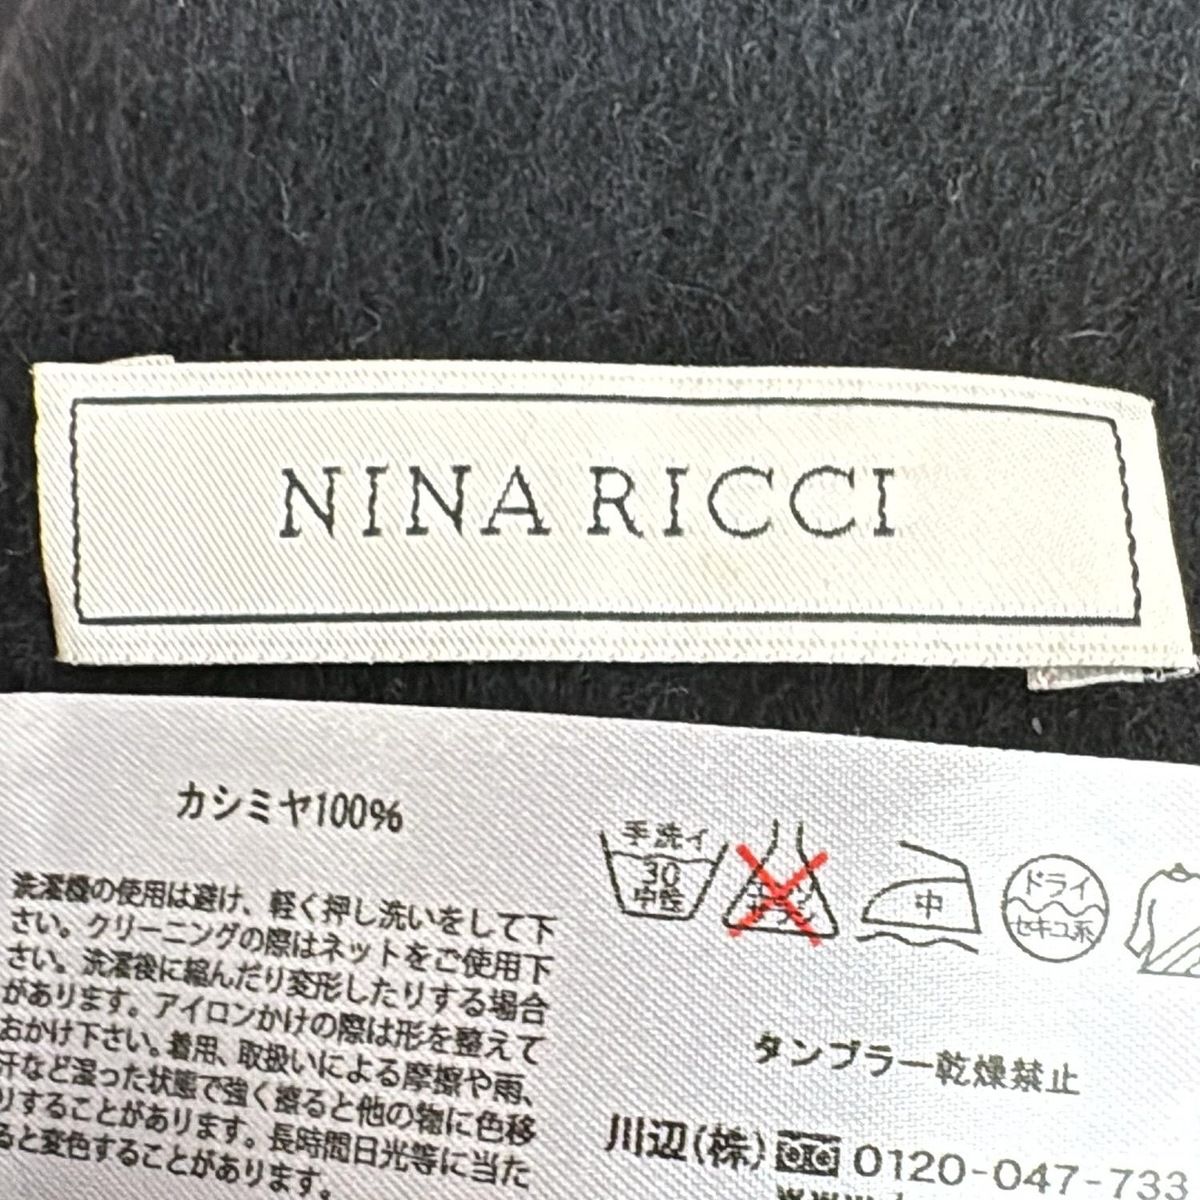 NINA RICCI
カシミヤ100%
洗濯機の使用は避け、軽く押し洗いをして下
さい。クリーニングの際はネットをご使用下
さい。洗濯後に縮んだり変形したりする場合
があります。アイロンかけの際は形を整えて
おかけ下さい。着用、取扱いによる摩擦や雨、
汗など湿った状態で強く擦ると他の物に色移
りすることがあります。長時間日光等に当た
ると変色することがあります。
手洗イ
30
中性
中
ドライ
セキユ系
タンブラー乾燥禁止
川辺(株) 0120-047-733